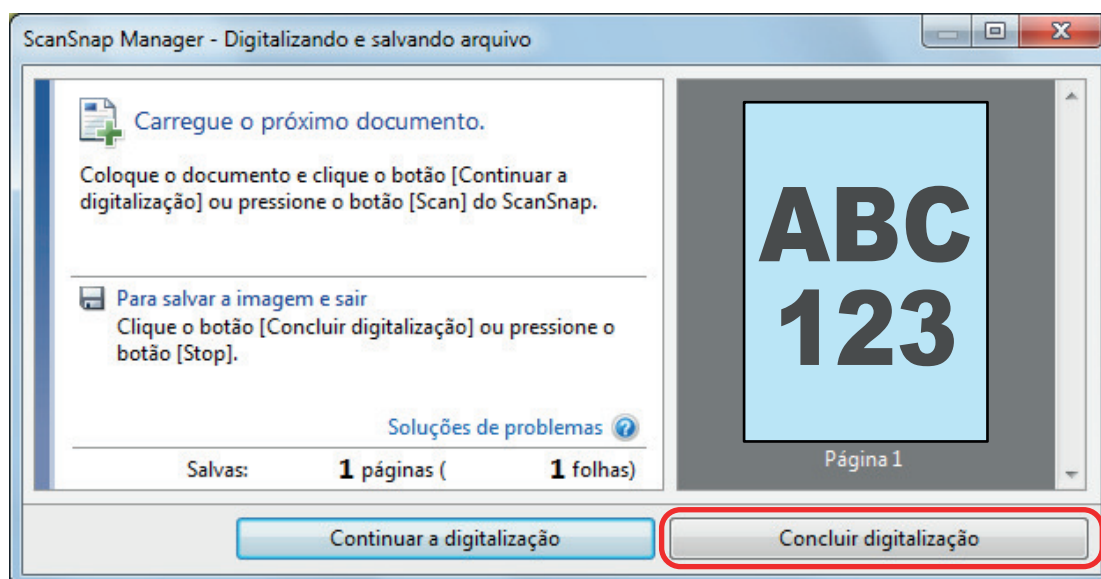 ScanSnap Manager - Digitalizando e salvando arquivo
Carregue o próximo documento.
Coloque o documento e clique o botão [Continuar a
digitalização] ou pressione o botão [Scan] do ScanSnap.
Para salvar a imagem e sair
Clique o botão [Concluir digitalização] ou pressione o
botão [Stop].
Soluções de problemas
Salvas: 1 páginas ( 1 folhas)
ABC
123
Página 1
Continuar a digitalização
Concluir digitalização